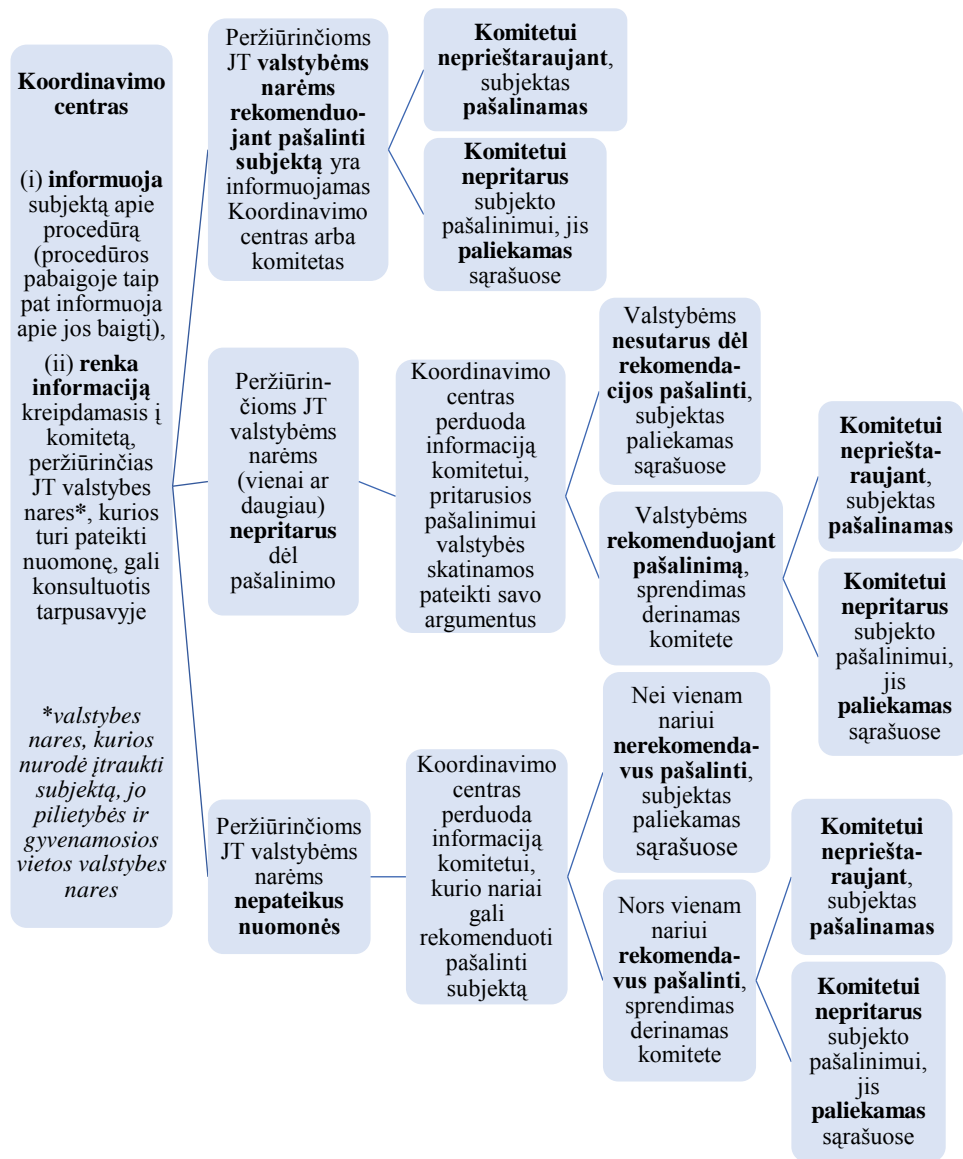 Koordinavimo
centras
(i) informuoja
subjektą apie
procedūrą
(procedūros
pabaigoje taip
pat informuoja
apie jos baigtį),
(ii) renka
informaciją
kreipdamasis į
komitetą,
peržiūrinčias
JT valstybes
nares*, kurios
turi pateikti
nuomonę, gali
konsultuotis
tarpusavyje
*valstybes
nares, kurios
nurodė įtraukti
subjektą, jo
pilietybės ir
gyvenamosios
vietos valstybes
nares
Peržiūrinčioms
JT valstybėms
narėms
rekomenduo-
jant pašalinti
subjektą yra
informuojamas
Koordinavimo
centras arba
komitetas
Komitetui
neprieštaraujant,
subjektas
pašalinamas
Komitetui
nepritarus
subjekto
pašalinimui, jis
paliekamas
sąrašuose
Peržiūrin-
čioms JT
valstybėms
narėms
(vienai ar
daugiau)
nepritarus
dėl
pašalinimo
Koordinavimo
centras
perduoda
informaciją
komitetui,
pritarusios
pašalinimui
valstybės
skatinamos
pateikti savo
argumentus
Valstybėms
nesutarus dėl
rekomenda-
cijos pašalinti,
subjektas
paliekamas
sąrašuose
Valstybėms
rekomenduojant
pašalinimą,
sprendimas
derinamas
komitete
Komitetui
nepriešta-
raujant,
subjektas
pašalinamas
Komitetui
nepritarus
subjekto
pašalinimui,
jis
paliekamas
sąrašuose
Peržiūrinčioms
JT valstybėms
narėms
nepateikus
nuomonės
Koordinavimo
centras
perduoda
informaciją
komitetui,
kurio nariai
gali
rekomenduoti
pašalinti
subjektą
Nei vienam
nariui
nerekomenda-
vus pašalinti,
subjektas
paliekamas
sąrašuose
Nors vienam
nariui
rekomenda-
vus pašalinti,
sprendimas
derinamas
komitete
Komitetui
nepriešta-
raujant,
subjektas
pašalinamas
Komitetui
nepritarus
subjekto
pašalinimui,
jis
paliekamas
sąrašuose